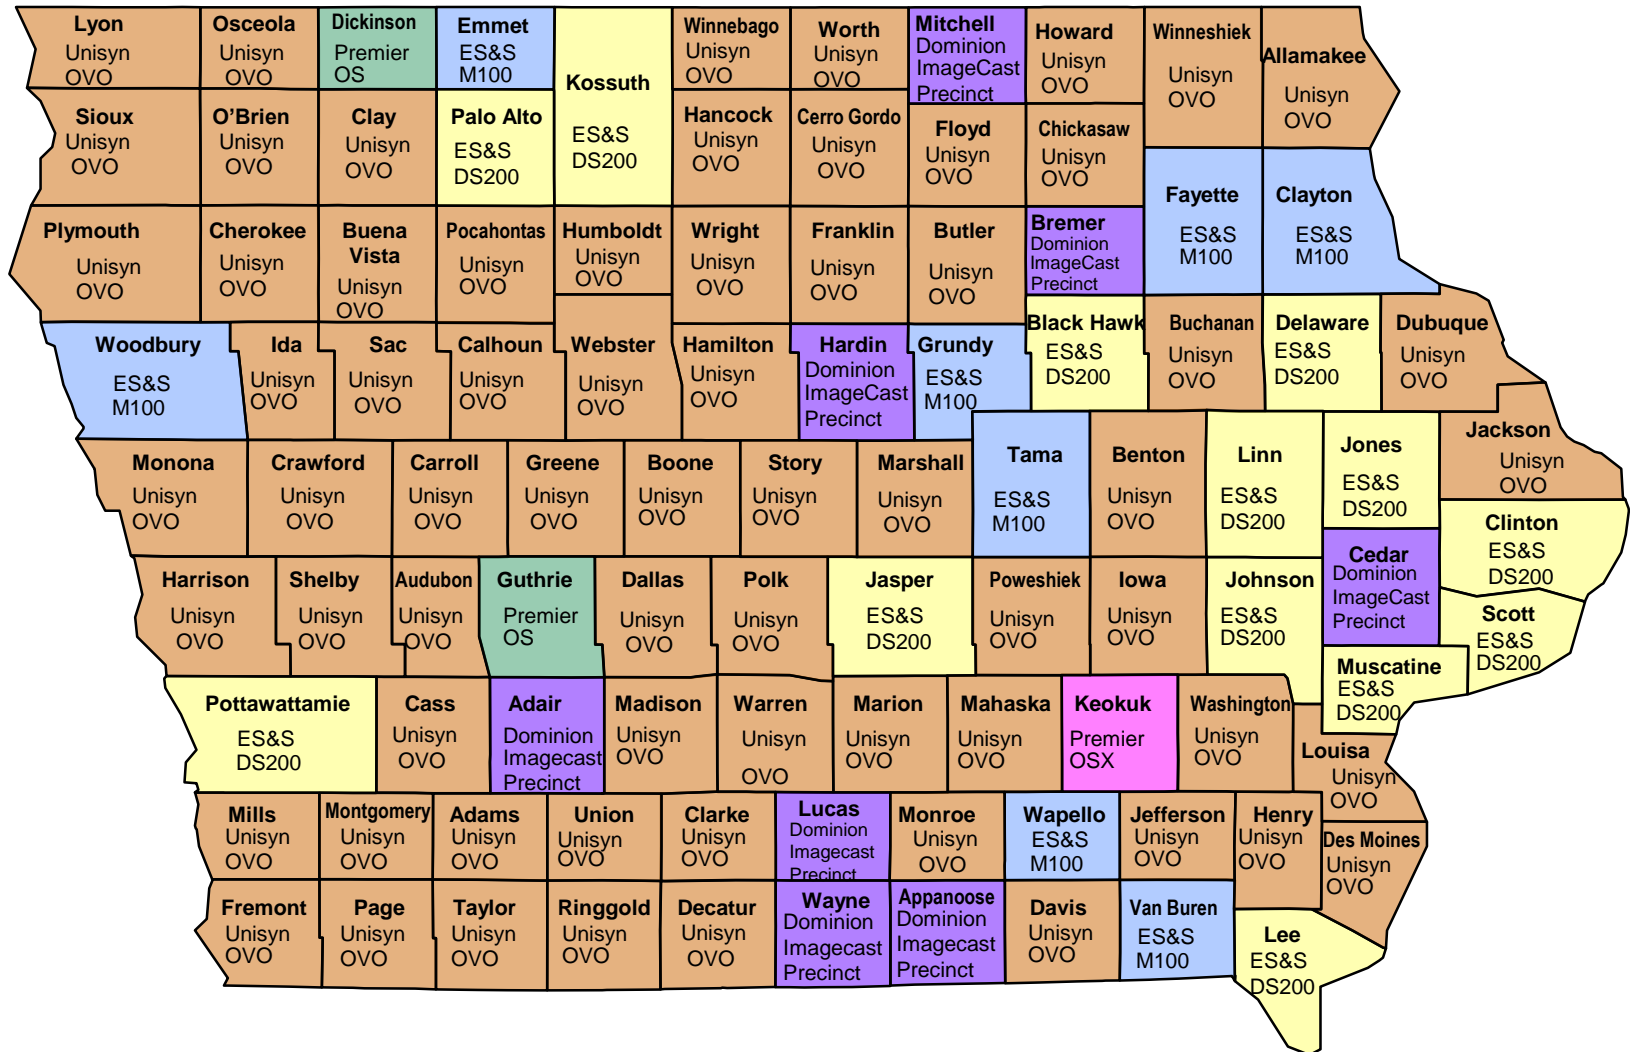 Lyon
Unisyn
OVO
Osceola
Unisyn
OVO
Dickinson
Premier
OS
Emmet
ES&S
M100
Kossuth
ES&S
DS200
Winnebago
Unisyn
OVO
Worth
Unisyn
OVO
Mitchell
Dominion
ImageCast
Precinct
Howard
Unisyn
OVO
Winneshiek
Unisyn
OVO
Allamakee
Unisyn
OVO
Sioux
Unisyn
OVO
O'Brien
Unisyn
OVO
Clay
Unisyn
OVO
Palo Alto
ES&S
DS200
Hancock
Unisyn
OVO
Cerro Gordo
Unisyn
OVO
Floyd
Unisyn
OVO
Chickasaw
Unisyn
OVO
Fayette
ES&S
M100
Clayton
ES&S
M100
Plymouth
Unisyn
OVO
Cherokee
Unisyn
OVO
Buena
Vista
Unisyn
OVO
Pocahontas
Unisyn
OVO
Humboldt
Unisyn
OVO
Wright
Unisyn
OVO
Franklin
Unisyn
OVO
Butler
Unisyn
OVO
Bremer
Dominion
ImageCast
Precinct
Woodbury
ES&S
M100
Ida
Unisyn
OVO
Sac
Unisyn
OVO
Calhoun
Unisyn
OVO
Webster
Unisyn
OVO
Hamilton
Unisyn
OVO
Hardin
Dominion
ImageCast
Precinct
Grundy
ES&S
M100
Black Hawk
ES&S
DS200
Buchanan
Unisyn
OVO
Delaware
ES&S
DS200
Dubuque
Unisyn
OVO
Monona
Unisyn
OVO
Crawford
Unisyn
OVO
Carroll
Unisyn
OVO
Greene
Unisyn
OVO
Boone
Unisyn
OVO
Story
Unisyn
OVO
Marshall
Unisyn
OVO
Tama
ES&S
M100
Benton
Unisyn
OVO
Linn
ES&S
DS200
Jones
ES&S
DS200
Jackson
Unisyn
OVO
Clinton
ES&S
DS200
Harrison
Unisyn
OVO
Shelby
Unisyn
OVO
Audubon
Unisyn
OVO
Guthrie
Premier
OS
Dallas
Unisyn
OVO
Polk
Unisyn
OVO
Jasper
ES&S
DS200
Poweshiek
Unisyn
OVO
Iowa
Unisyn
OVO
Johnson
ES&S
DS200
Cedar
Dominion
ImageCast
Precinct
Scott
ES&S
DS200
Muscatine
ES&S
DS200
Pottawattamie
ES&S
DS200
Cass
Unisyn
OVO
Adair
Dominion
Imagecast
Precinct
Madison
Unisyn
OVO
Warren
Unisyn
OVO
Marion
Unisyn
OVO
Mahaska
Unisyn
OVO
Keokuk
Premier
OSX
Washington
Unisyn
OVO
Louisa
Unisyn
OVO
Mills
Unisyn
OVO
Montgomery
Unisyn
OVO
Adams
Unisyn
OVO
Union
Unisyn
OVO
Clarke
Unisyn
OVO
Lucas
Dominion
Imagecast
Precinct
Monroe
Unisyn
OVO
Wapello
ES&S
M100
Jefferson
Unisyn
OVO
Henry
Unisyn
OVO
Des Moines
Unisyn
OVO
Fremont
Unisyn
OVO
Page
Unisyn
OVO
Taylor
Unisyn
OVO
Ringgold
Unisyn
OVO
Decatur
Unisyn
OVO
Wayne
Dominion
Imagecast
Precinct
Appanoose
Dominion
Imagecast
Precinct
Davis
Unisyn
OVO
Van Buren
ES&S
M100
Lee
ES&S
DS200